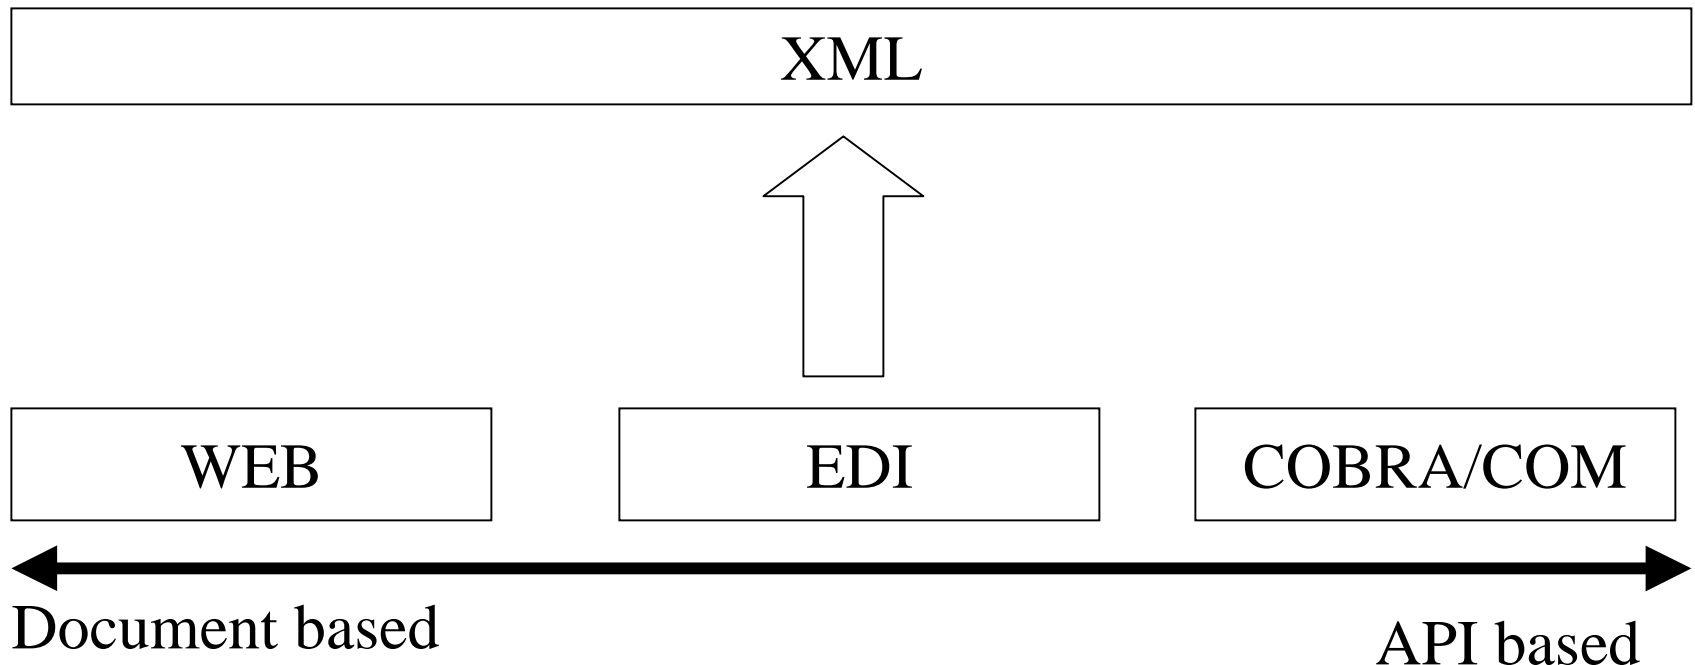 XML
WEB
EDI
COBRA/COM
Document based
API based